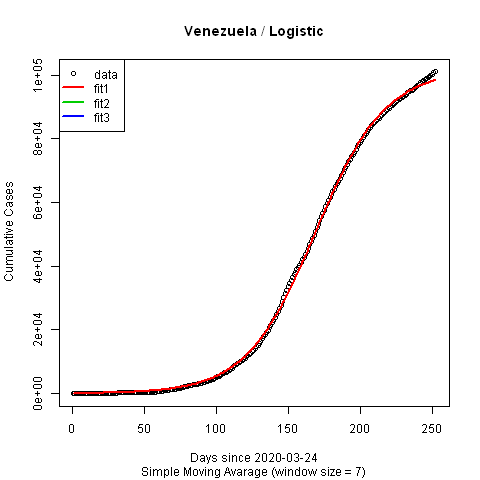 Venezuela / Logistic
data
fit1
fit2
fit3
Cumulative Cases
1e+05
8e+04
6e+04
4e+04
2e+04
0e+00
0 50 100 150 200 250
Days since 2020-03-24
Simple Moving Avarage (window size = 7)